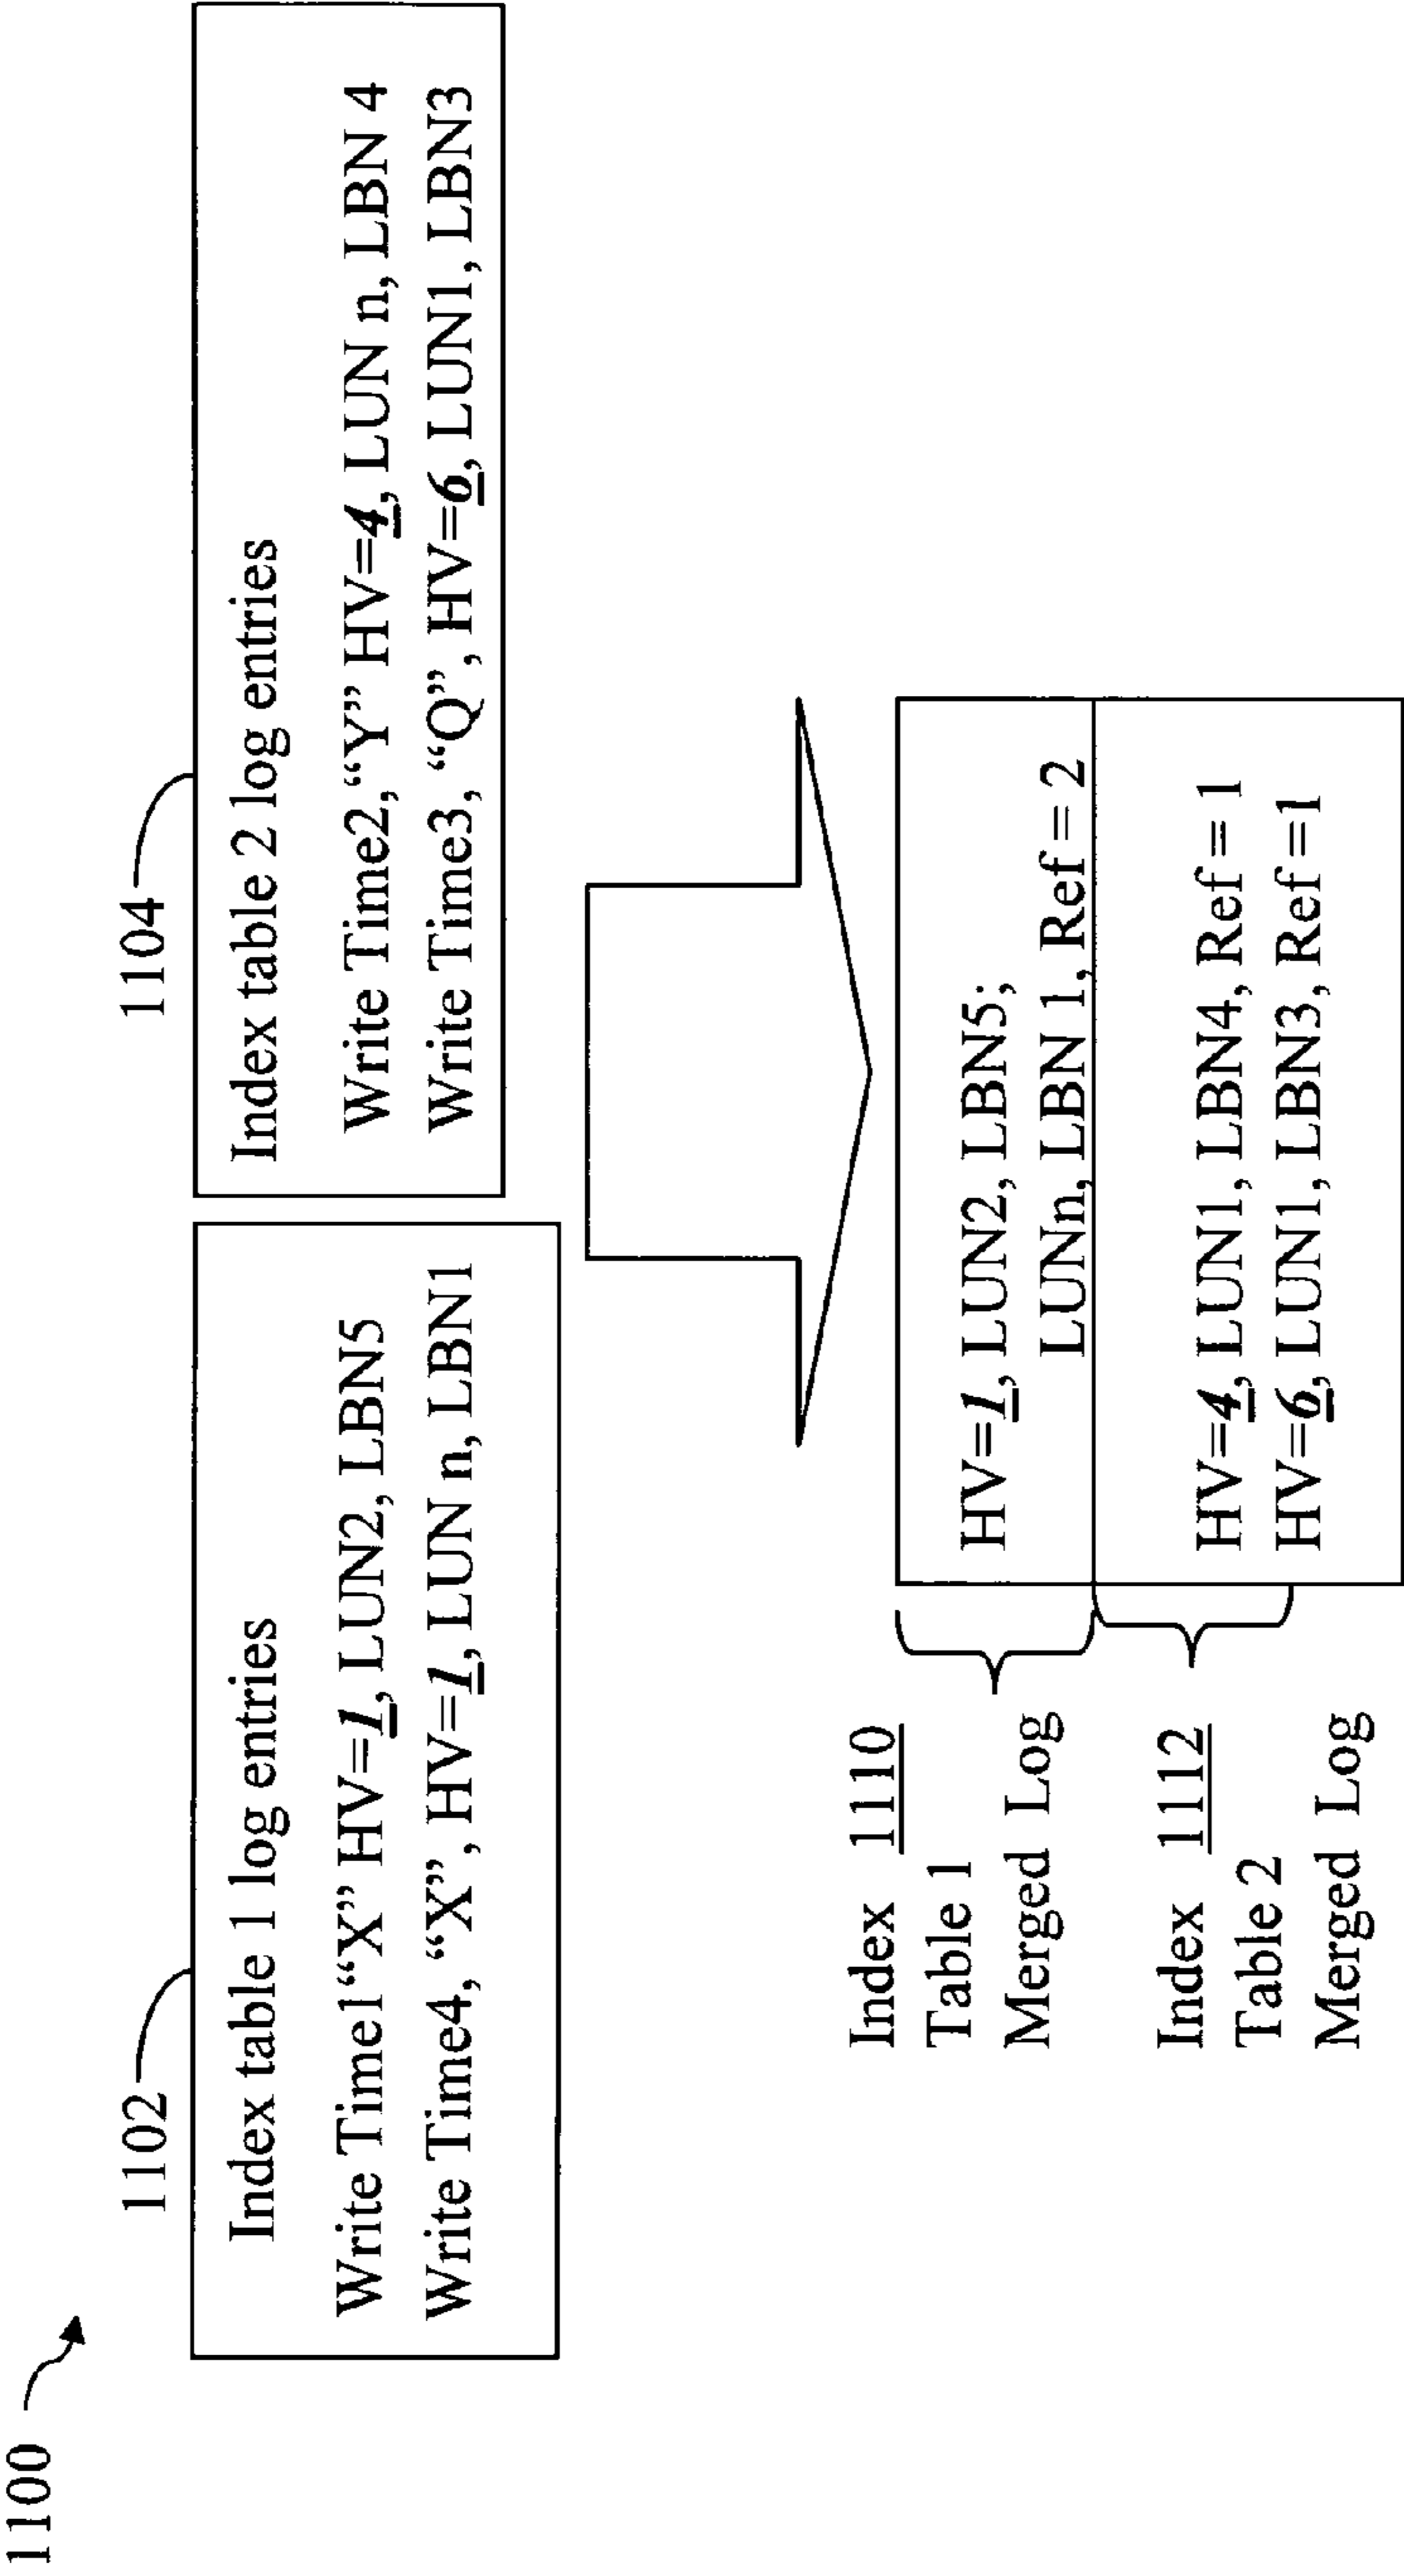 1100
1102
Index table 1 log entries
Write Time1“X” HV=1, LUN2, LBN5
Write Time4, “X”, HV=1, LUN n, LBN1
1104
Index table 2 log entries
Write Time2,“Y” HV=4, LUN n, LBN 4
Write Time3, “Q”, HV=6, LUN1, LBN3
Index 1110
Table 1
Merged Log
HV=1, LUN2, LBN5;
LUNn, LBN 1, Ref = 2
Index 1112
Table 2
Merged Log
HV=4, LUN1, LBN4, Ref = 1
HV=6, LUN1, LBN3, Ref =1